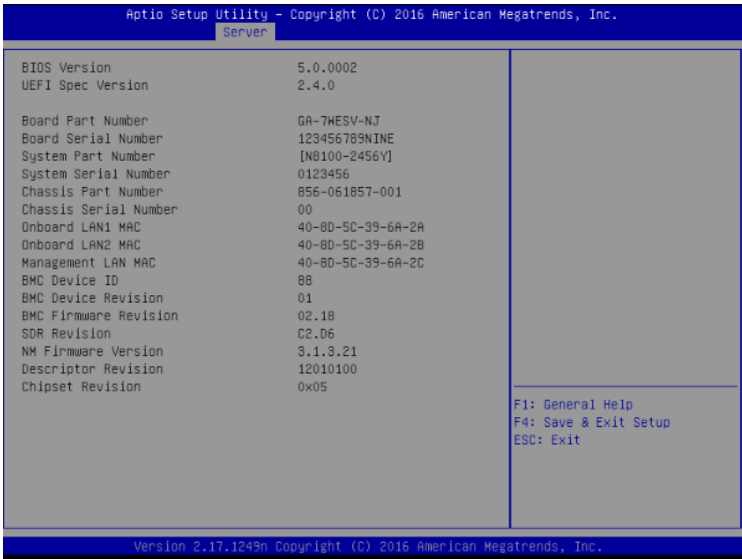 Aptio Setup Utility – Copyright (C) 2016 American Megatrends, Inc.
Server
BIOS Version 5.0.0002
UEFI Spec Version 2.4.0
Board Part Number GA-7WESV-NJ
Board Serial Number 123456789NINE
System Part Number [N8100-2456Y]
System Serial Number 0123456
Chassis Part Number 856-061857-001
Chassis Serial Number 00
Onboard LAN1 MAC 40-8D-5C-39-6A-2A
Onboard LAN2 MAC 40-8D-5C-39-6A-2B
Management LAN MAC 40-8D-5C-39-6A-2C
BMC Device ID 88
BMC Device Revision 01
BMC Firmware Revision 02.18
SDR Revision C2.D6
NM Firmware Version 3.1.3.21
Descriptor Revision 12010100
Chipset Revision 0x05
F1: General Help
F4: Save & Exit Setup
ESC: Exit
Version 2.17.1249n Copyright (C) 2016 American Megatrends, Inc.